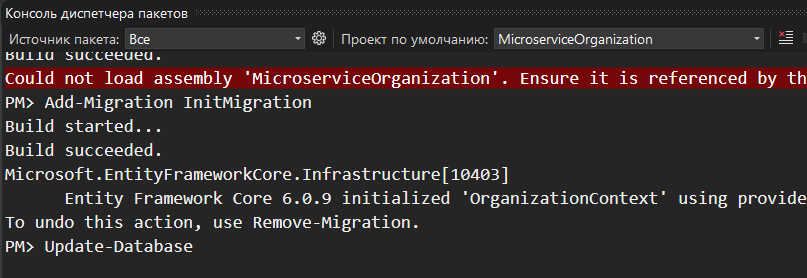 Консоль диспетчера пакетов
Источник пакета: Все Проект по умолчанию: MicroserviceOrganization
Build succeeded.
Could not load assembly 'MicroserviceOrganization'. Ensure it is referenced by th
PM> Add-Migration InitMigration
Build started...
Build succeeded.
Microsoft.EntityFrameworkCore.Infrastructure[10403]
Entity Framework Core 6.0.9 initialized 'OrganizationContext' using provide
To undo this action, use Remove-Migration.
PM> Update-Database